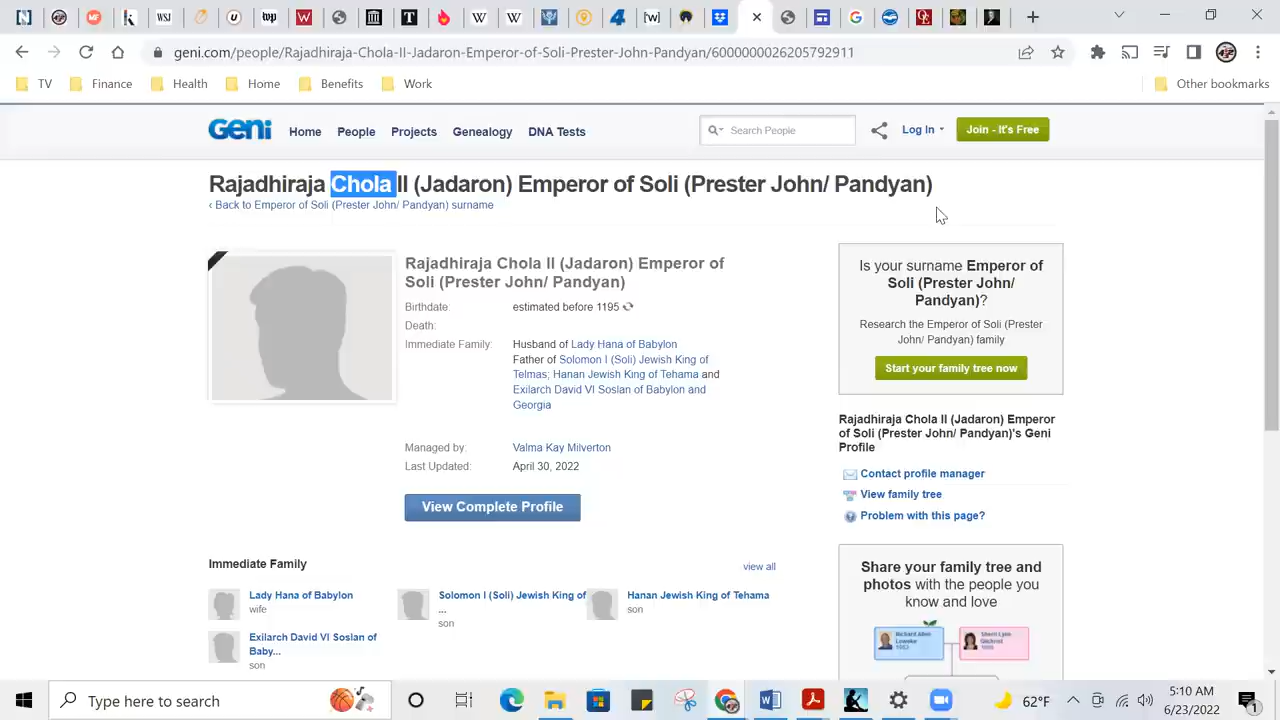 geni.com/people/Rajadhiraja-Chola-II-Jadaron-Emperor-of-Soli-Prester-John-Pandyan/6000000026205792911
TV Finance Health Home Benefits Work Other bookmarks
Geni Home People Projects Genealogy DNA Tests Search People Log In Join - It's Free
Rajadhiraja Chola II (Jadaron) Emperor of Soli (Prester John/ Pandyan)
‹ Back to Emperor of Soli (Prester John/ Pandyan) surname
Rajadhiraja Chola II (Jadaron) Emperor of
Soli (Prester John/ Pandyan)
Birthdate: estimated before 1195
Death:
Immediate Family: Husband of Lady Hana of Babylon
Father of Solomon I (Soli) Jewish King of
Telmas; Hanan Jewish King of Tehama and
Exilarch David VI Soslan of Babylon and
Georgia
Managed by: Valma Kay Milverton
Last Updated: April 30, 2022
View Complete Profile
Immediate Family view all
Lady Hana of Babylon
wife
Solomon I (Soli) Jewish King of
...
son
Hanan Jewish King of Tehama
son
Exilarch David VI Soslan of
Baby...
son
Is your surname Emperor of
Soli (Prester John/
Pandyan)?
Research the Emperor of Soli (Prester
John/ Pandyan) family
Start your family tree now
Rajadhiraja Chola II (Jadaron) Emperor
of Soli (Prester John/ Pandyan)'s Geni
Profile
Contact profile manager
View family tree
Problem with this page?
Share your family tree and
photos with the people you
know and love
Type here to search
62°F
5:10 AM
6/23/2022